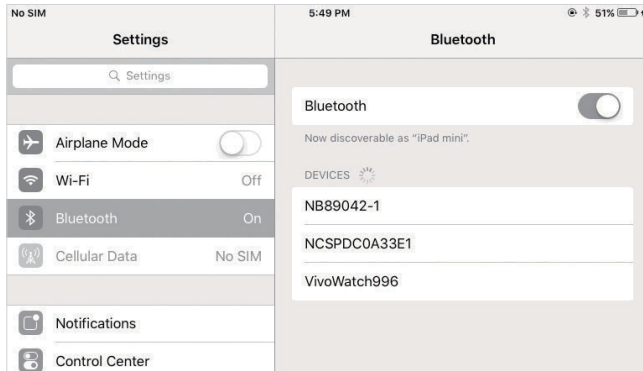 No SIM
5:49 PM
51%
Settings
Bluetooth
Settings
Airplane Mode
Wi-Fi
Off
Bluetooth
On
Cellular Data
No SIM
Notifications
Control Center
Bluetooth
Now discoverable as “iPad mini”.
DEVICES
NB89042-1
NCSPDC0A33E1
VivoWatch996